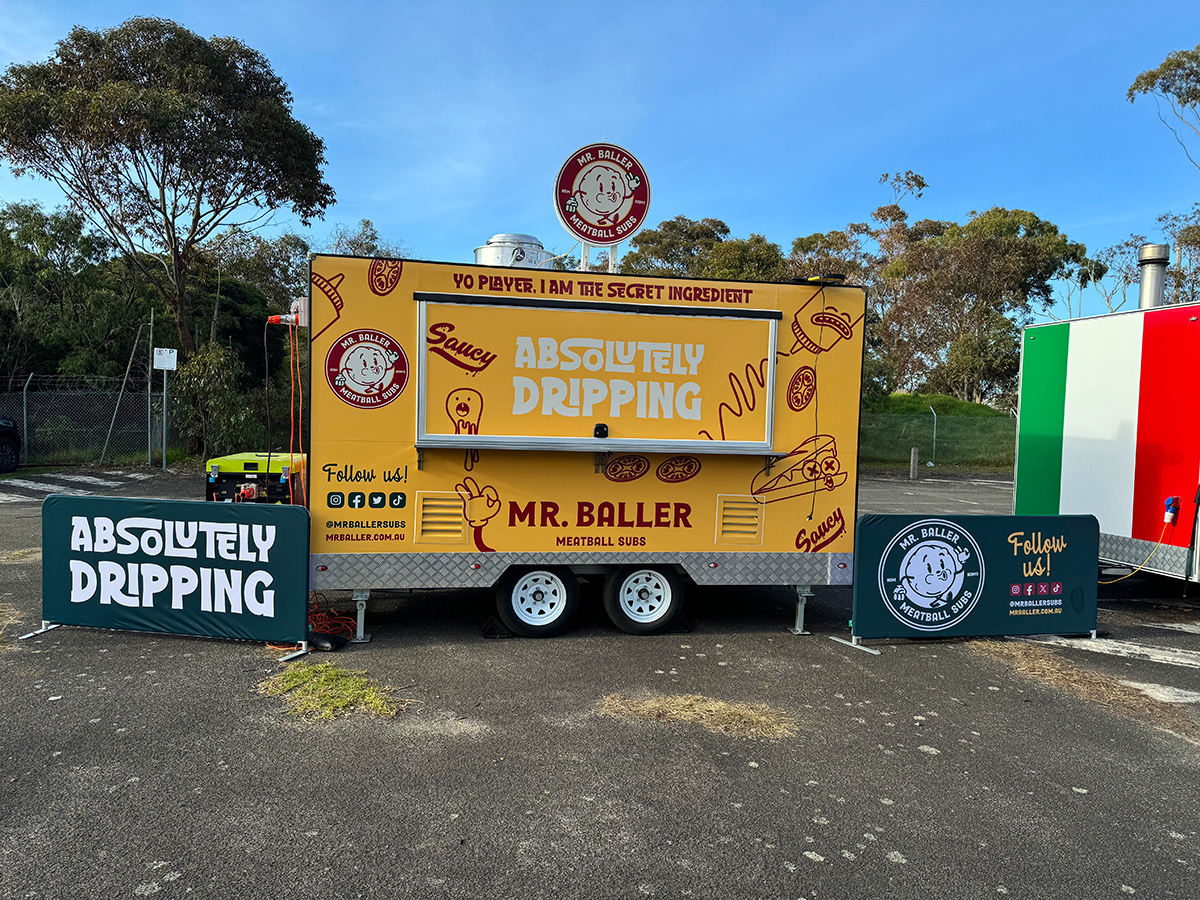 MR. BALLER
MEATBALL SUBS
YO PLAYER, I AM THE SECRET INGREDIENT
MR. BALLER
MEATBALL SUBS
Saucy
ABSOLUTELY
DRIPPING
Follow us!
@MRBALLERSUBS
MRBALLER.COM.AU
MR. BALLER
MEATBALL SUBS
Saucy
P
ABSOLUTELY
DRIPPING
MR. BALLER
MEATBALL SUBS
Follow
us!
@MRBALLERSUBS
MRBALLER.COM.AU